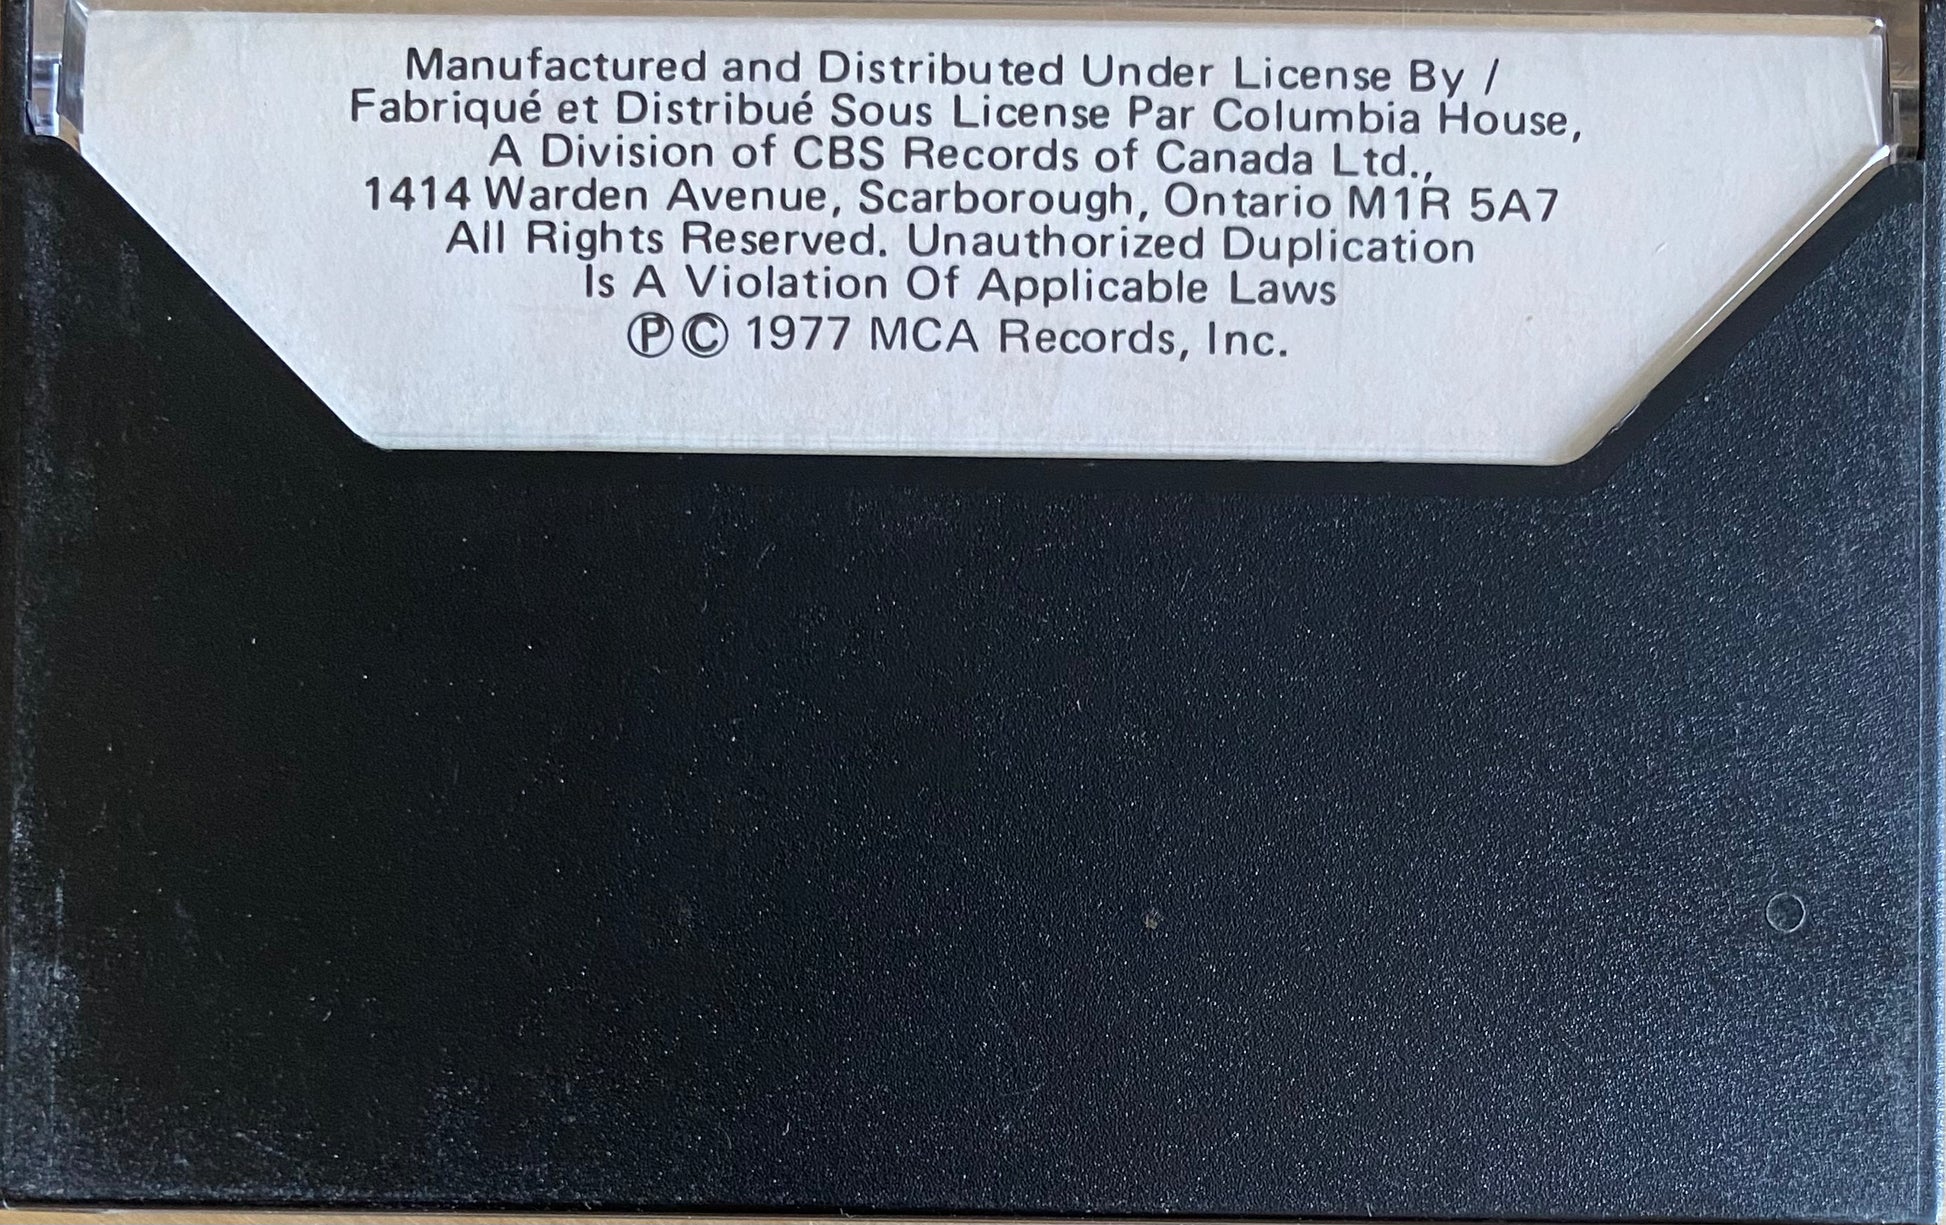 Manufactured and Distributed Under License By /
Fabriqué et Distribué Sous License Par Columbia House,
A Division of CBS Records of Canada Ltd.,
1414 Warden Avenue, Scarborough, Ontario M1R 5A7
All Rights Reserved. Unauthorized Duplication
Is A Violation Of Applicable Laws
Ⓟ© 1977 MCA Records, Inc.